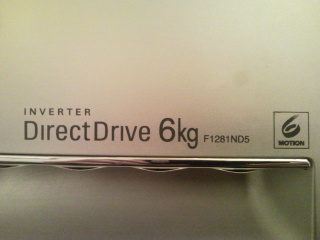 INVERTER
DirectDrive 6kg F1281ND5
6
MOTION